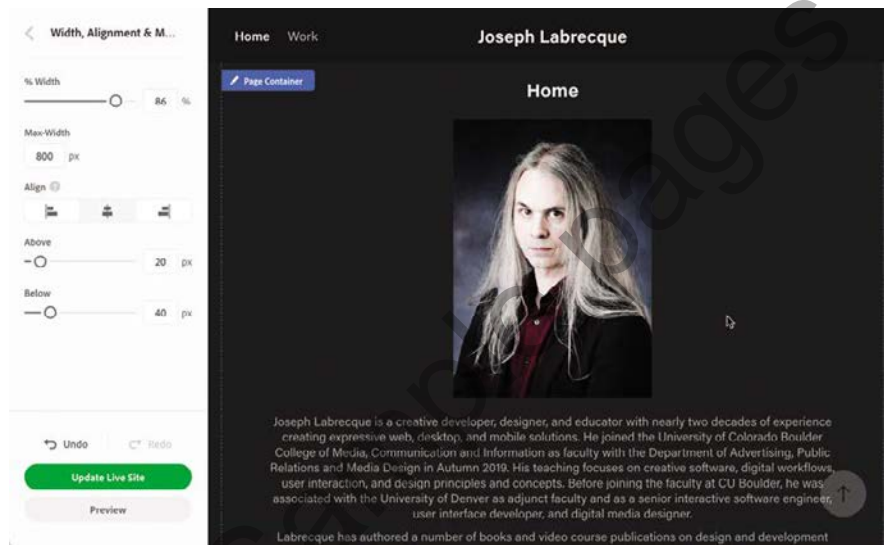 Width, Alignment & M...
% Width
86 %
Max-Width
800 px
Align
Above
20 px
Below
40 px
Undo Redo
Update Live Site
Preview
Home Work
Joseph Labrecque
Page Container
Home
Joseph Labrecque is a creative developer, designer, and educator with nearly two decades of experience
creating expressive web, desktop, and mobile solutions. He joined the University of Colorado Boulder
College of Media, Communication and Information as faculty with the Department of Advertising, Public
Relations and Media Design in Autumn 2019. His teaching focuses on creative software, digital workflows,
user interaction, and design principles and concepts. Before joining the faculty at CU Boulder, he was
associated with the University of Denver as adjunct faculty and as a senior interactive software engineer,
user interface developer, and digital media designer.
Labrecque has authored a number of books and video course publications on design and development
Sample pages